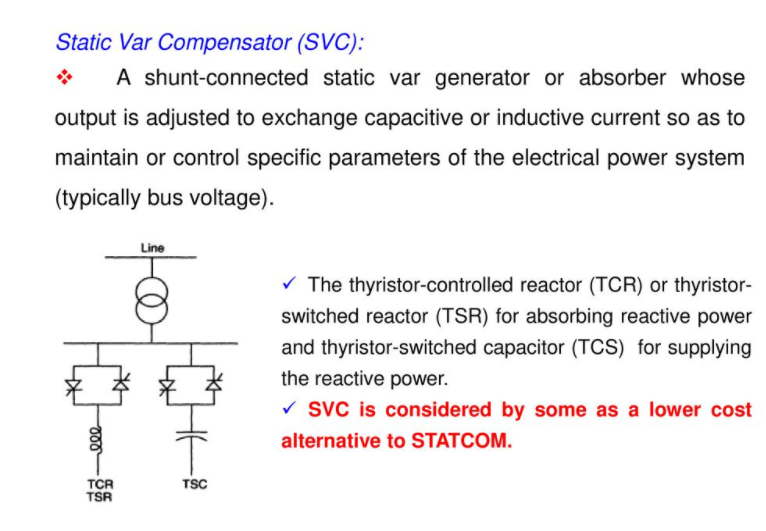 Static Var Compensator (SVC):
❖ A shunt-connected static var generator or absorber whose
output is adjusted to exchange capacitive or inductive current so as to
maintain or control specific parameters of the electrical power system
(typically bus voltage).
Line
✓ The thyristor-controlled reactor (TCR) or thyristor-
switched reactor (TSR) for absorbing reactive power
and thyristor-switched capacitor (TCS) for supplying
the reactive power.
✓ SVC is considered by some as a lower cost
alternative to STATCOM.
TCR
TSR
TSC